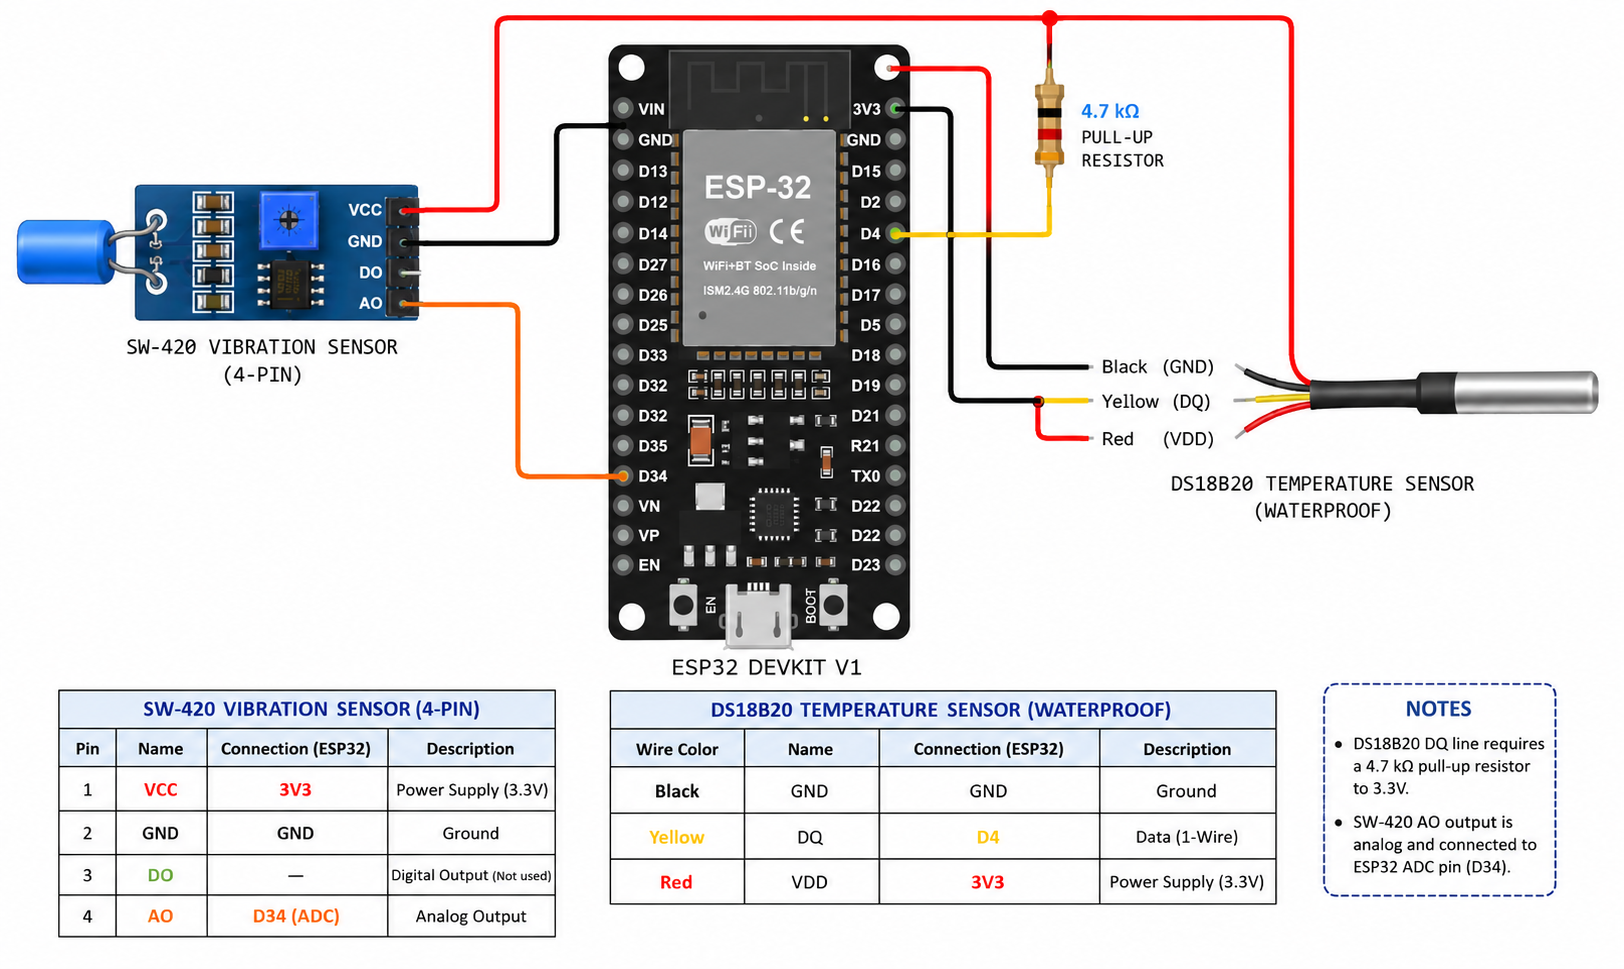 VIN
GND
D13
D12
D14
D27
D26
D25
D33
D32
D32
D35
D34
VN
VP
EN
3V3
GND
D15
D2
D4
D16
D17
D5
D18
D19
D21
R21
TX0
D22
D22
D23
ESP-32
WiFii CE
WiFi+BT SoC Inside
ISM2.4G 802.11b/g/n
EN
BOOT
ESP32 DEVKIT V1
VCC
GND
DO
AO
SW-420 VIBRATION SENSOR
(4-PIN)
4.7 kΩ
PULL-UP
RESISTOR
Black (GND)
Yellow (DQ)
Red (VDD)
DS18B20 TEMPERATURE SENSOR
(WATERPROOF)
SW-420 VIBRATION SENSOR (4-PIN)
Pin Name Connection (ESP32) Description
1 VCC 3V3 Power Supply (3.3V)
2 GND GND Ground
3 DO — Digital Output (Not used)
4 AO D34 (ADC) Analog Output
DS18B20 TEMPERATURE SENSOR (WATERPROOF)
Wire Color Name Connection (ESP32) Description
Black GND GND Ground
Yellow DQ D4 Data (1-Wire)
Red VDD 3V3 Power Supply (3.3V)
NOTES
• DS18B20 DQ line requires
a 4.7 kΩ pull-up resistor
to 3.3V.
• SW-420 AO output is
analog and connected to
ESP32 ADC pin (D34).